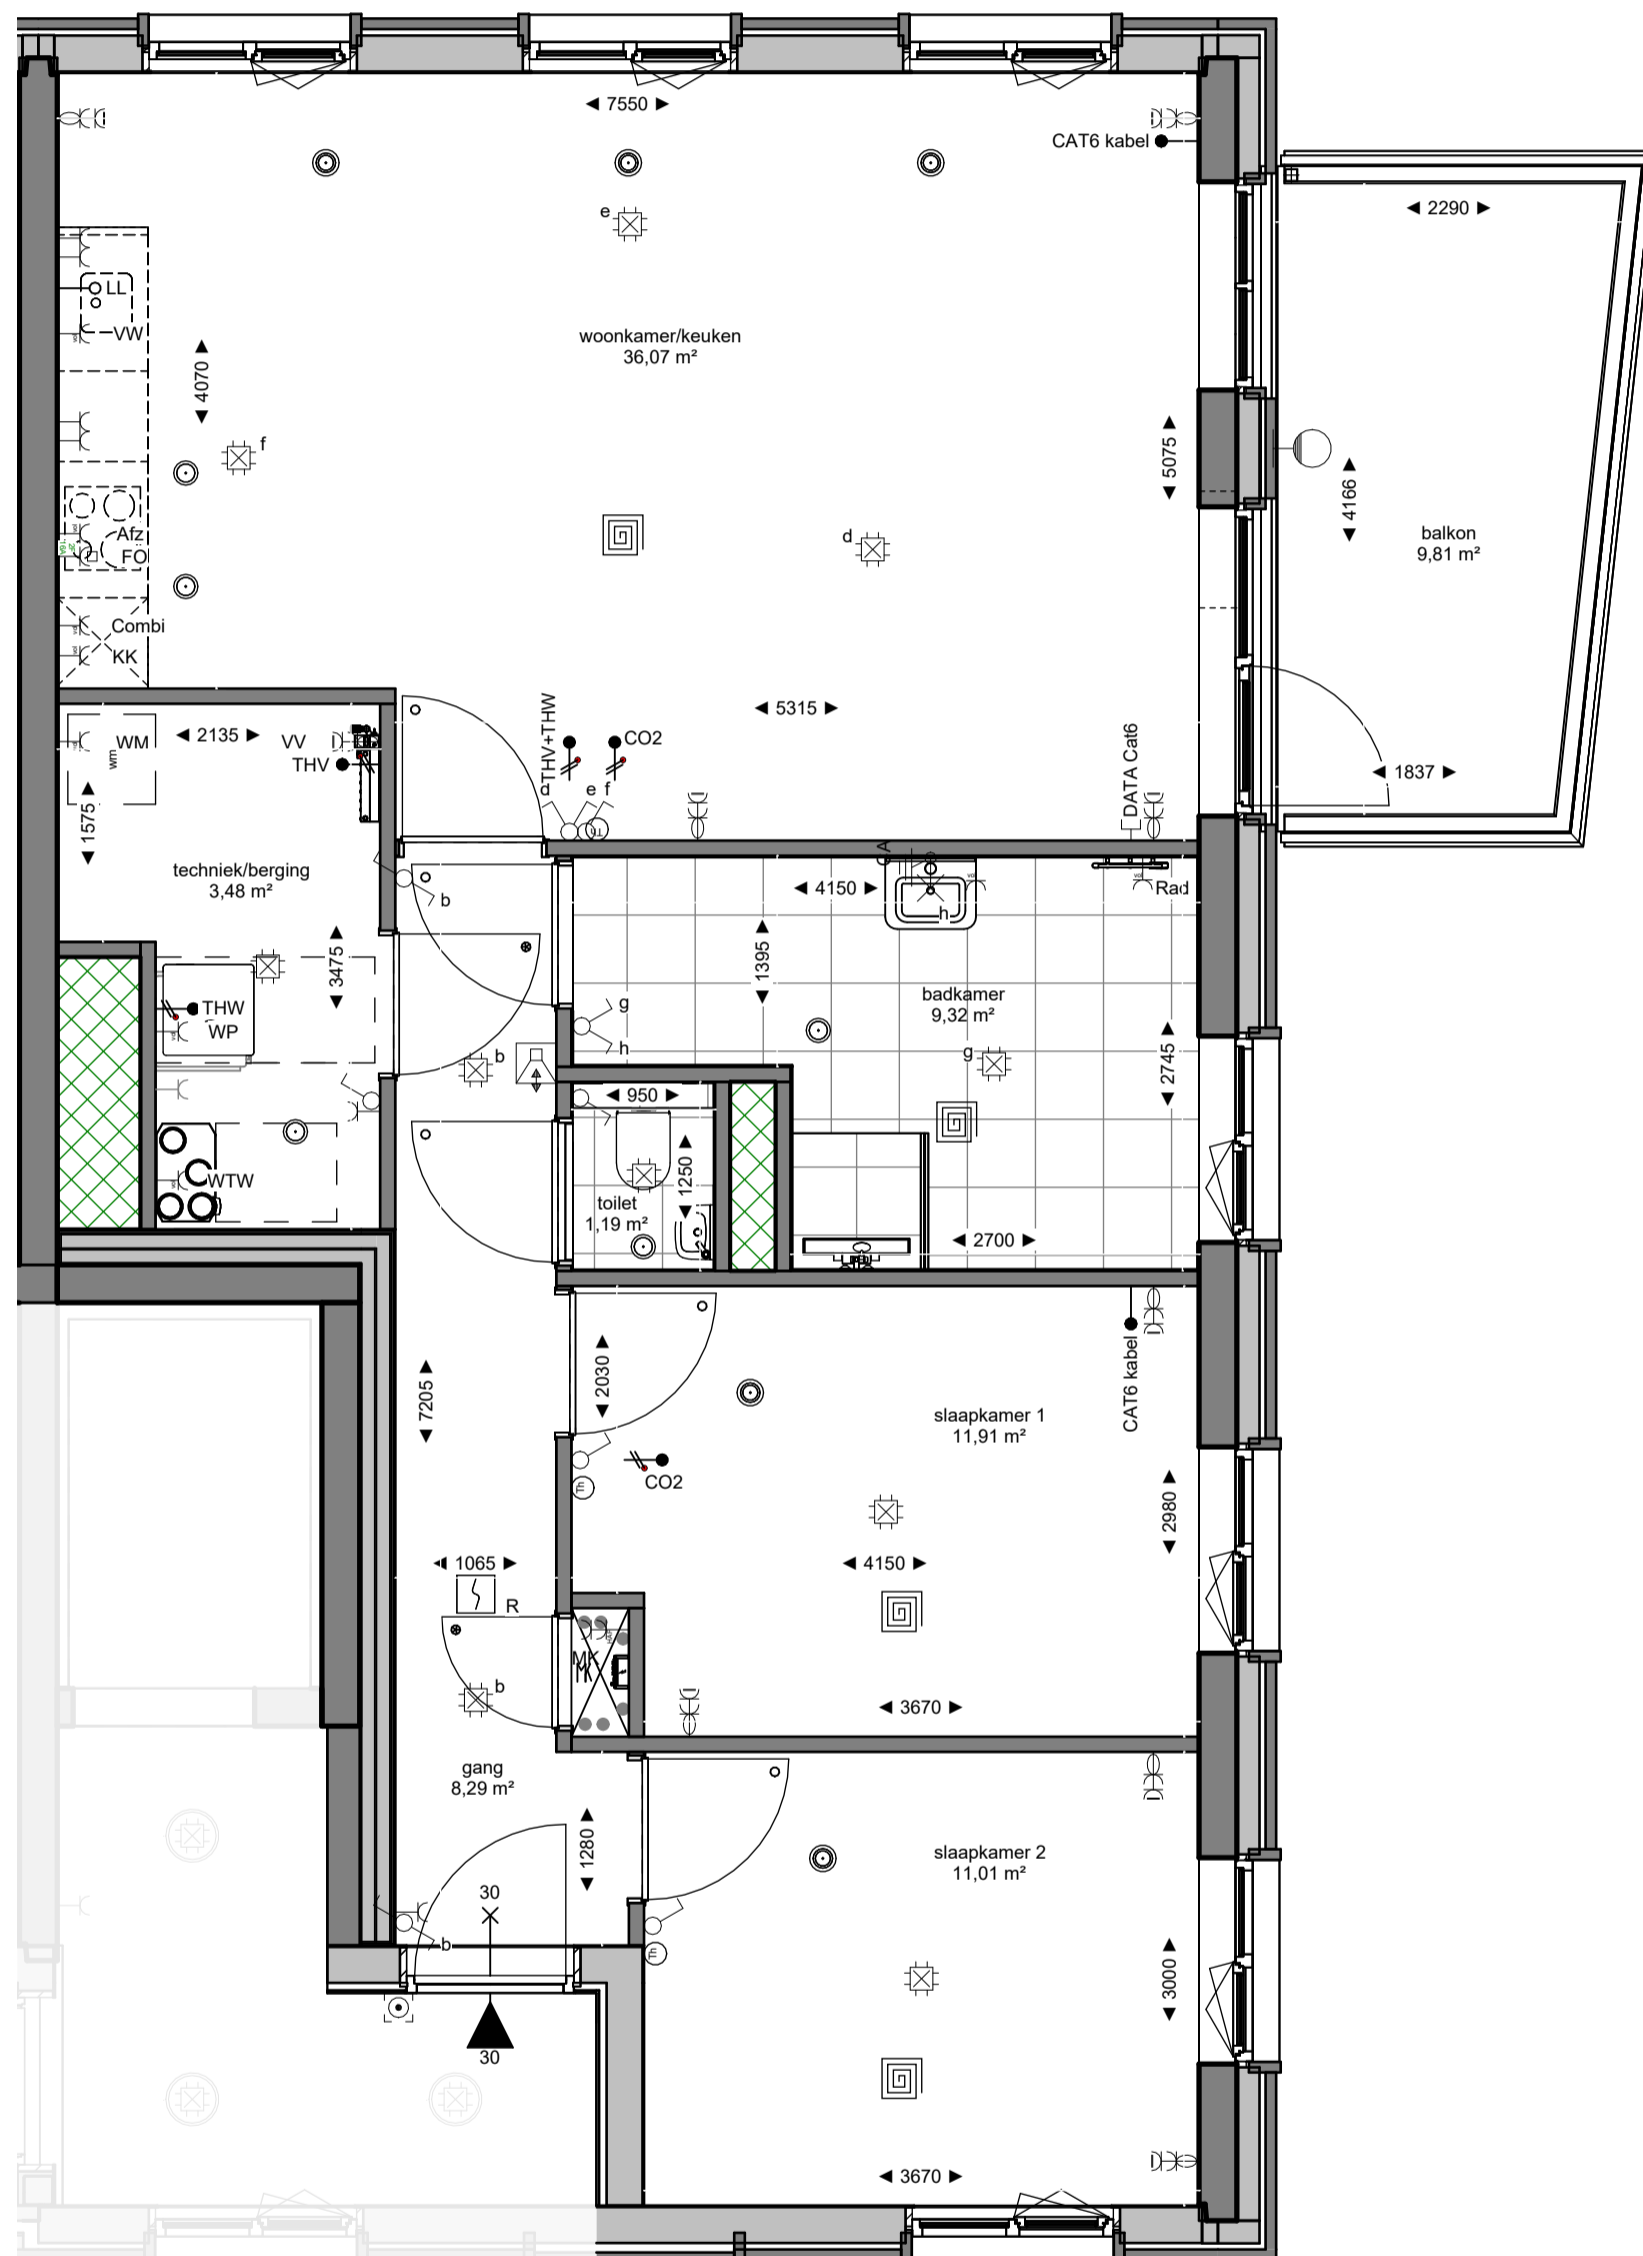 ◄ 7550 ►
CAT6 kabel
◄ 2290 ►
e
LL
VW
woonkamer/keuken
36,07 m²
◄ 4070 ►
f
◄ 5075 ►
◄ 4166 ►
Afz
FO
d
balkon
9,81 m²
Combi
KK
◄ 5315 ►
THV+THW
CO2
DATA Cat6
◄ 1837 ►
WM
wm
◄ 2135 ►
VV
THV
d
e f
◄ 1575 ►
techniek/berging
3,48 m²
b
◄ 4150 ►
A
h
Rad
◄ 3475 ►
◄ 1395 ►
badkamer
9,32 m²
THW
WP
g
h
b
g
◄ 2745 ►
◄ 950 ►
WTW
toilet
1,19 m²
◄ 1250 ►
◄ 2700 ►
◄ 7205 ►
◄ 2030 ►
CAT6 kabel
slaapkamer 1
11,91 m²
Th
CO2
◄ 2980 ►
◄ 1065 ►
◄ 4150 ►
R
MK
b
◄ 3670 ►
gang
8,29 m²
◄ 1280 ►
slaapkamer 2
11,01 m²
30
b
Th
◄ 3000 ►
30
◄ 3670 ►